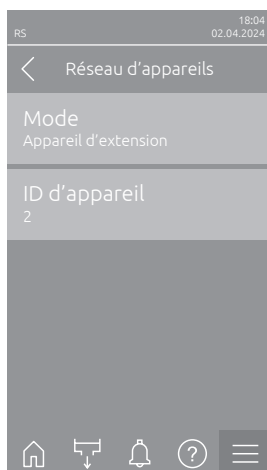 18:04
RS 02.04.2024
Réseau d’appareils
Mode
Appareil d’extension
ID d’appareil
2
?